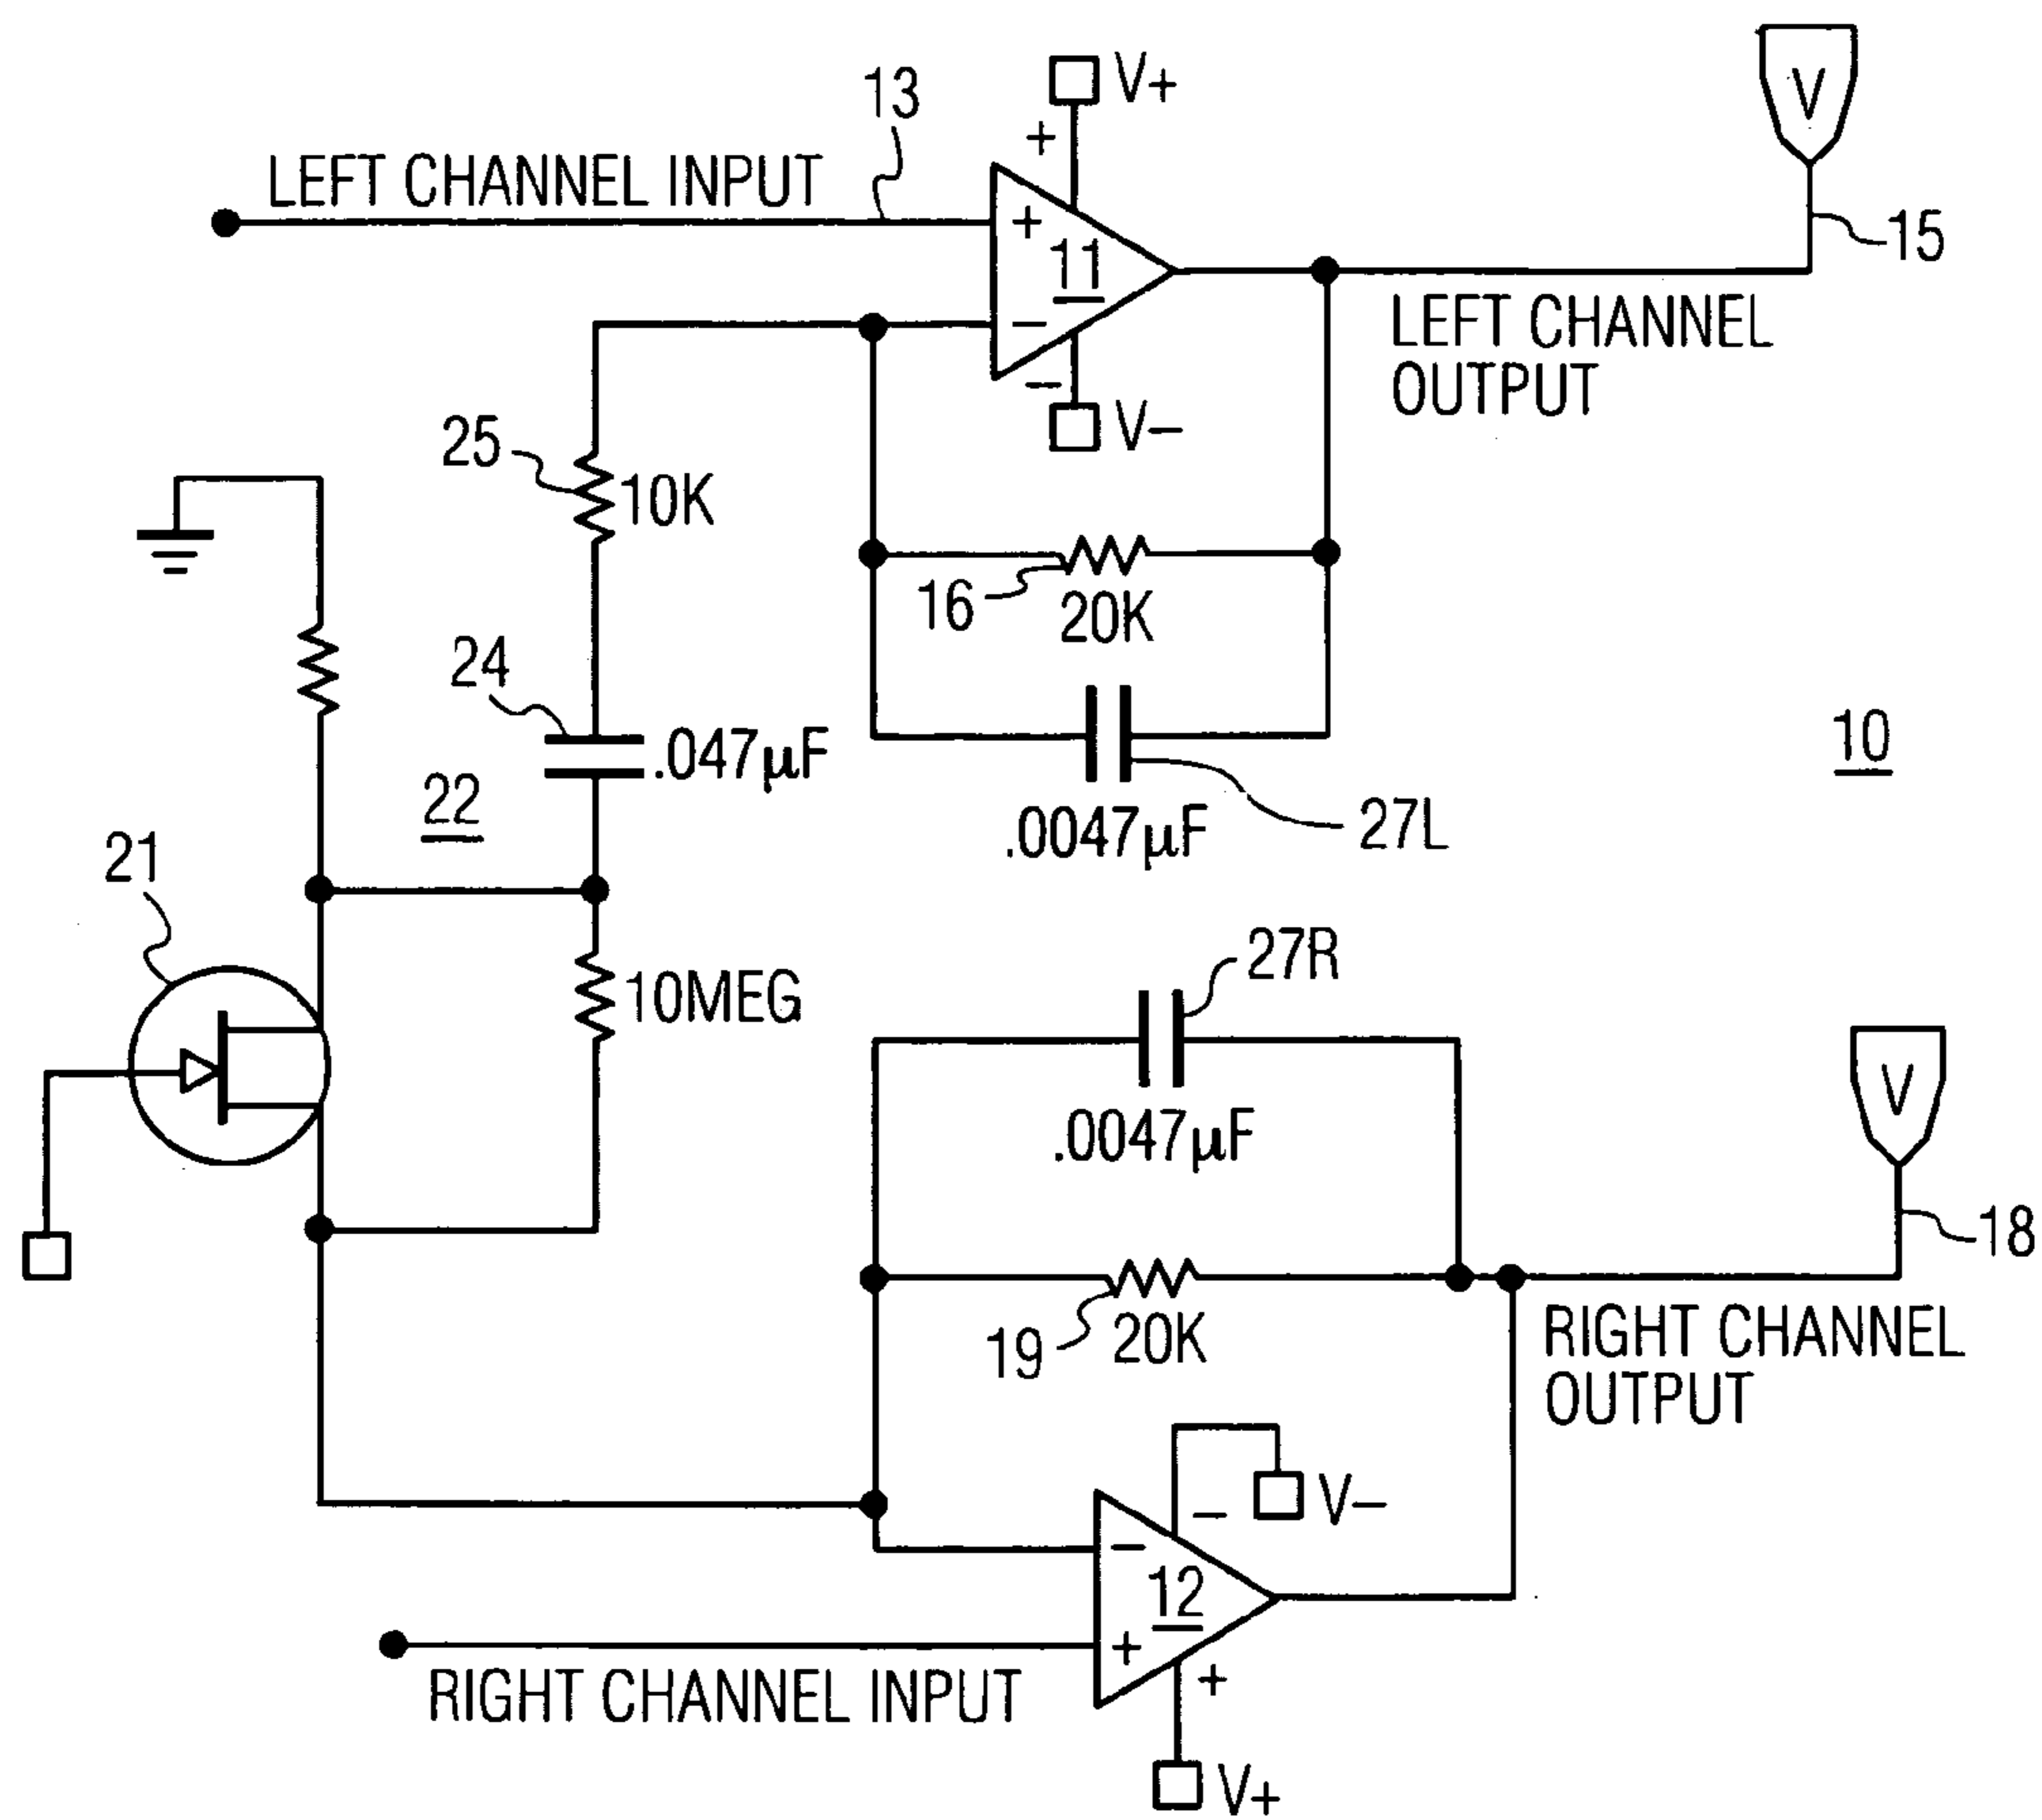 V+
V
13
+
LEFT CHANNEL INPUT
+
11
15
−
LEFT CHANNEL
OUTPUT
−
V−
25
10K
16
20K
24
.047µF
10
22
.0047µF
27L
21
27R
10MEG
V
.0047µF
18
19
20K
RIGHT CHANNEL
OUTPUT
−
V−
−
12
+
+
RIGHT CHANNEL INPUT
V+